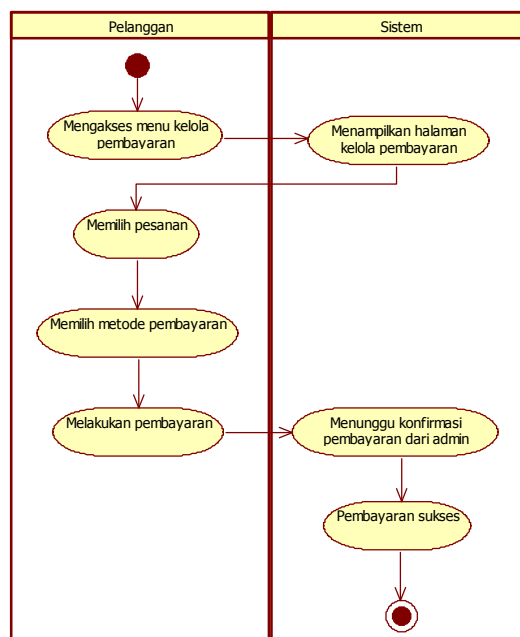 Pelanggan
Sistem
Mengakses menu kelola
pembayaran
Menampilkan halaman
kelola pembayaran
Memilih pesanan
Memilih metode pembayaran
Melakukan pembayaran
Menunggu konfirmasi
pembayaran dari admin
Pembayaran sukses